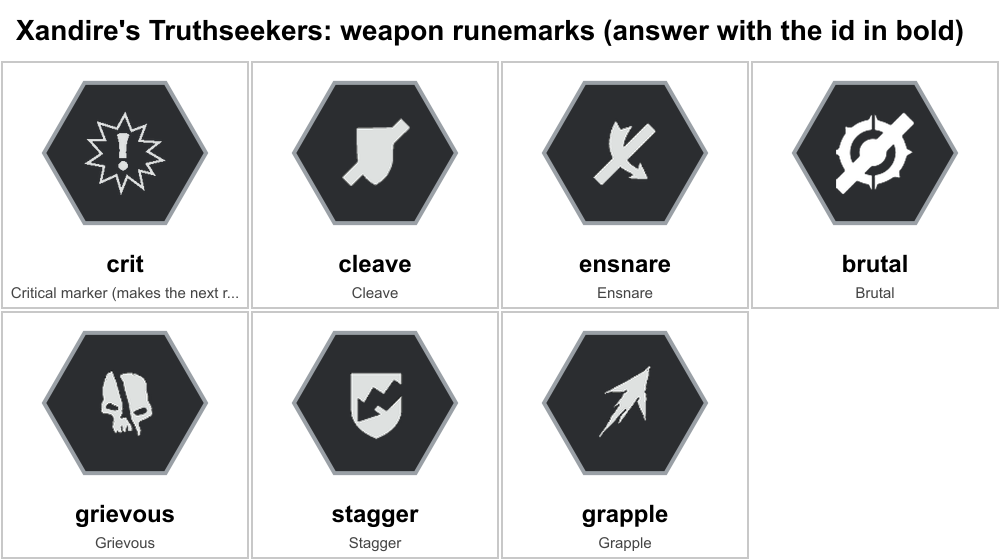 Xandire's Truthseekers: weapon runemarks (answer with the id in bold)
crit
Critical marker (makes the next r...
cleave
Cleave
ensnare
Ensnare
brutal
Brutal
grievous
Grievous
stagger
Stagger
grapple
Grapple